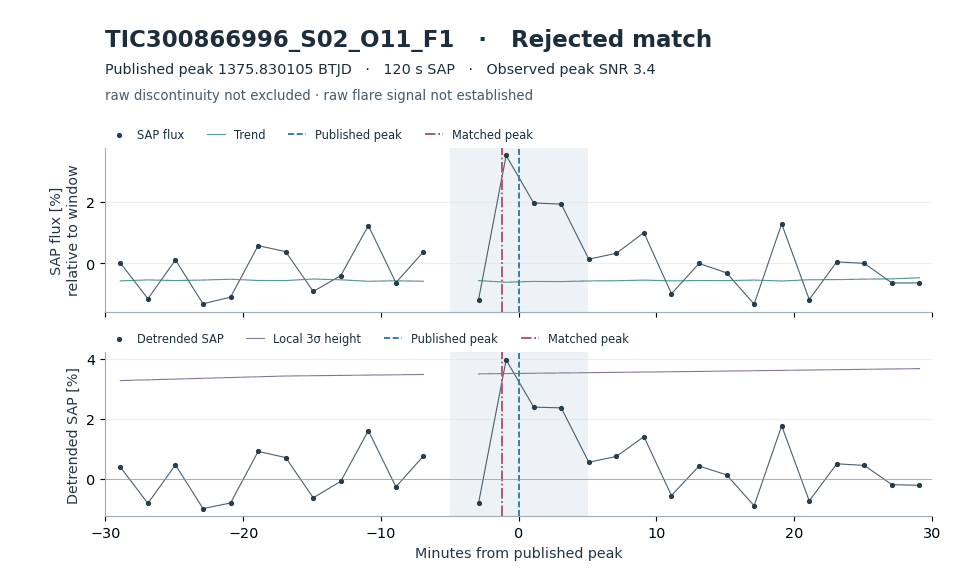 TIC300866996_S02_O11_F1 · Rejected match
Published peak 1375.830105 BTJD · 120 s SAP · Observed peak SNR 3.4
raw discontinuity not excluded · raw flare signal not established
SAP flux Trend Published peak Matched peak
SAP flux [%]
relative to window
2
0
Detrended SAP Local 3σ height Published peak Matched peak
Detrended SAP [%]
4
2
0
−30 −20 −10 0 10 20 30
Minutes from published peak